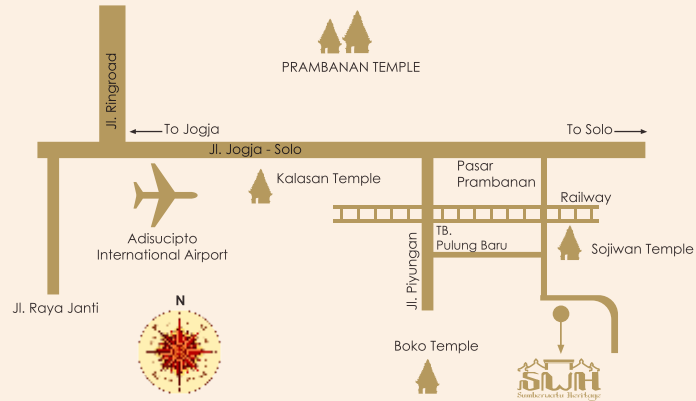 PRAMBANAN TEMPLE
Jl. Ringroad
To Jogja
To Solo
Jl. Jogja - Solo
Pasar
Prambanan
Kalasan Temple
Railway
Adisucipto
International Airport
TB.
Pulung Baru
Sojiwan Temple
Jl. Piyungan
Jl. Raya Janti
N
Boko Temple
SWH
Sumberwatu Heritage